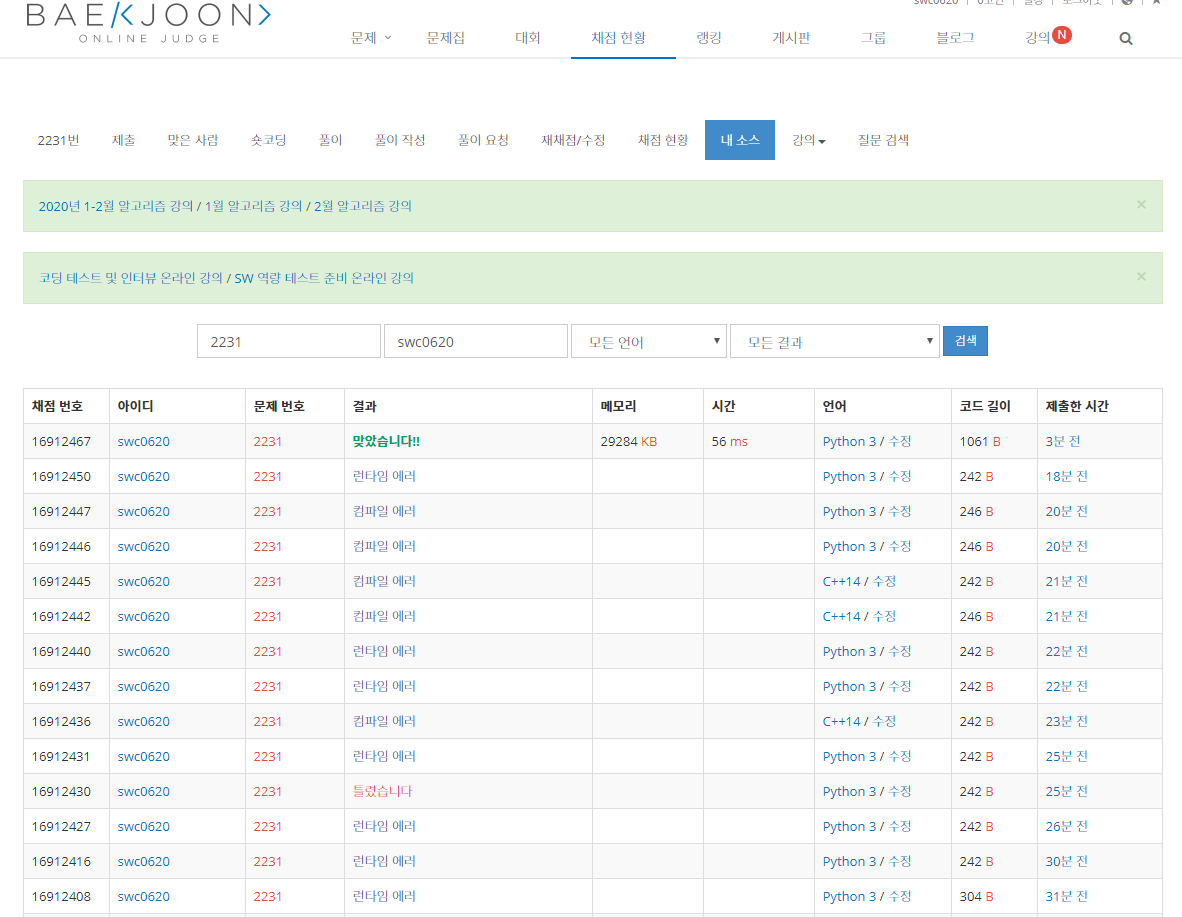 swc0620 | 0
BAEKJOON>
ONLINE JUDGE
문제 문제집 대회 채점 현황 랭킹 게시판 그룹 블로그 강의 N
2231번 제출 맞은 사람 숏코딩 풀이 풀이 작성 풀이 요청 재채점/수정 채점 현황 내 소스 강의 질문 검색
2020년 1-2월 알고리즘 강의 / 1월 알고리즘 강의 / 2월 알고리즘 강의 ×
코딩 테스트 및 인터뷰 온라인 강의 / SW 역량 테스트 준비 온라인 강의 ×
2231 swc0620 모든 언어 모든 결과 검색
채점 번호 아이디 문제 번호 결과 메모리 시간 언어 코드 길이 제출한 시간
16912467 swc0620 2231 맞았습니다!! 29284 KB 56 ms Python 3 / 수정 1061 B 3분 전
16912450 swc0620 2231 런타임 에러 Python 3 / 수정 242 B 18분 전
16912447 swc0620 2231 컴파일 에러 Python 3 / 수정 246 B 20분 전
16912446 swc0620 2231 컴파일 에러 Python 3 / 수정 246 B 20분 전
16912445 swc0620 2231 컴파일 에러 C++14 / 수정 242 B 21분 전
16912442 swc0620 2231 컴파일 에러 C++14 / 수정 246 B 21분 전
16912440 swc0620 2231 런타임 에러 Python 3 / 수정 242 B 22분 전
16912437 swc0620 2231 런타임 에러 Python 3 / 수정 242 B 22분 전
16912436 swc0620 2231 컴파일 에러 C++14 / 수정 242 B 23분 전
16912431 swc0620 2231 런타임 에러 Python 3 / 수정 242 B 25분 전
16912430 swc0620 2231 틀렸습니다 Python 3 / 수정 242 B 25분 전
16912427 swc0620 2231 런타임 에러 Python 3 / 수정 242 B 26분 전
16912416 swc0620 2231 런타임 에러 Python 3 / 수정 242 B 30분 전
16912408 swc0620 2231 런타임 에러 Python 3 / 수정 304 B 31분 전